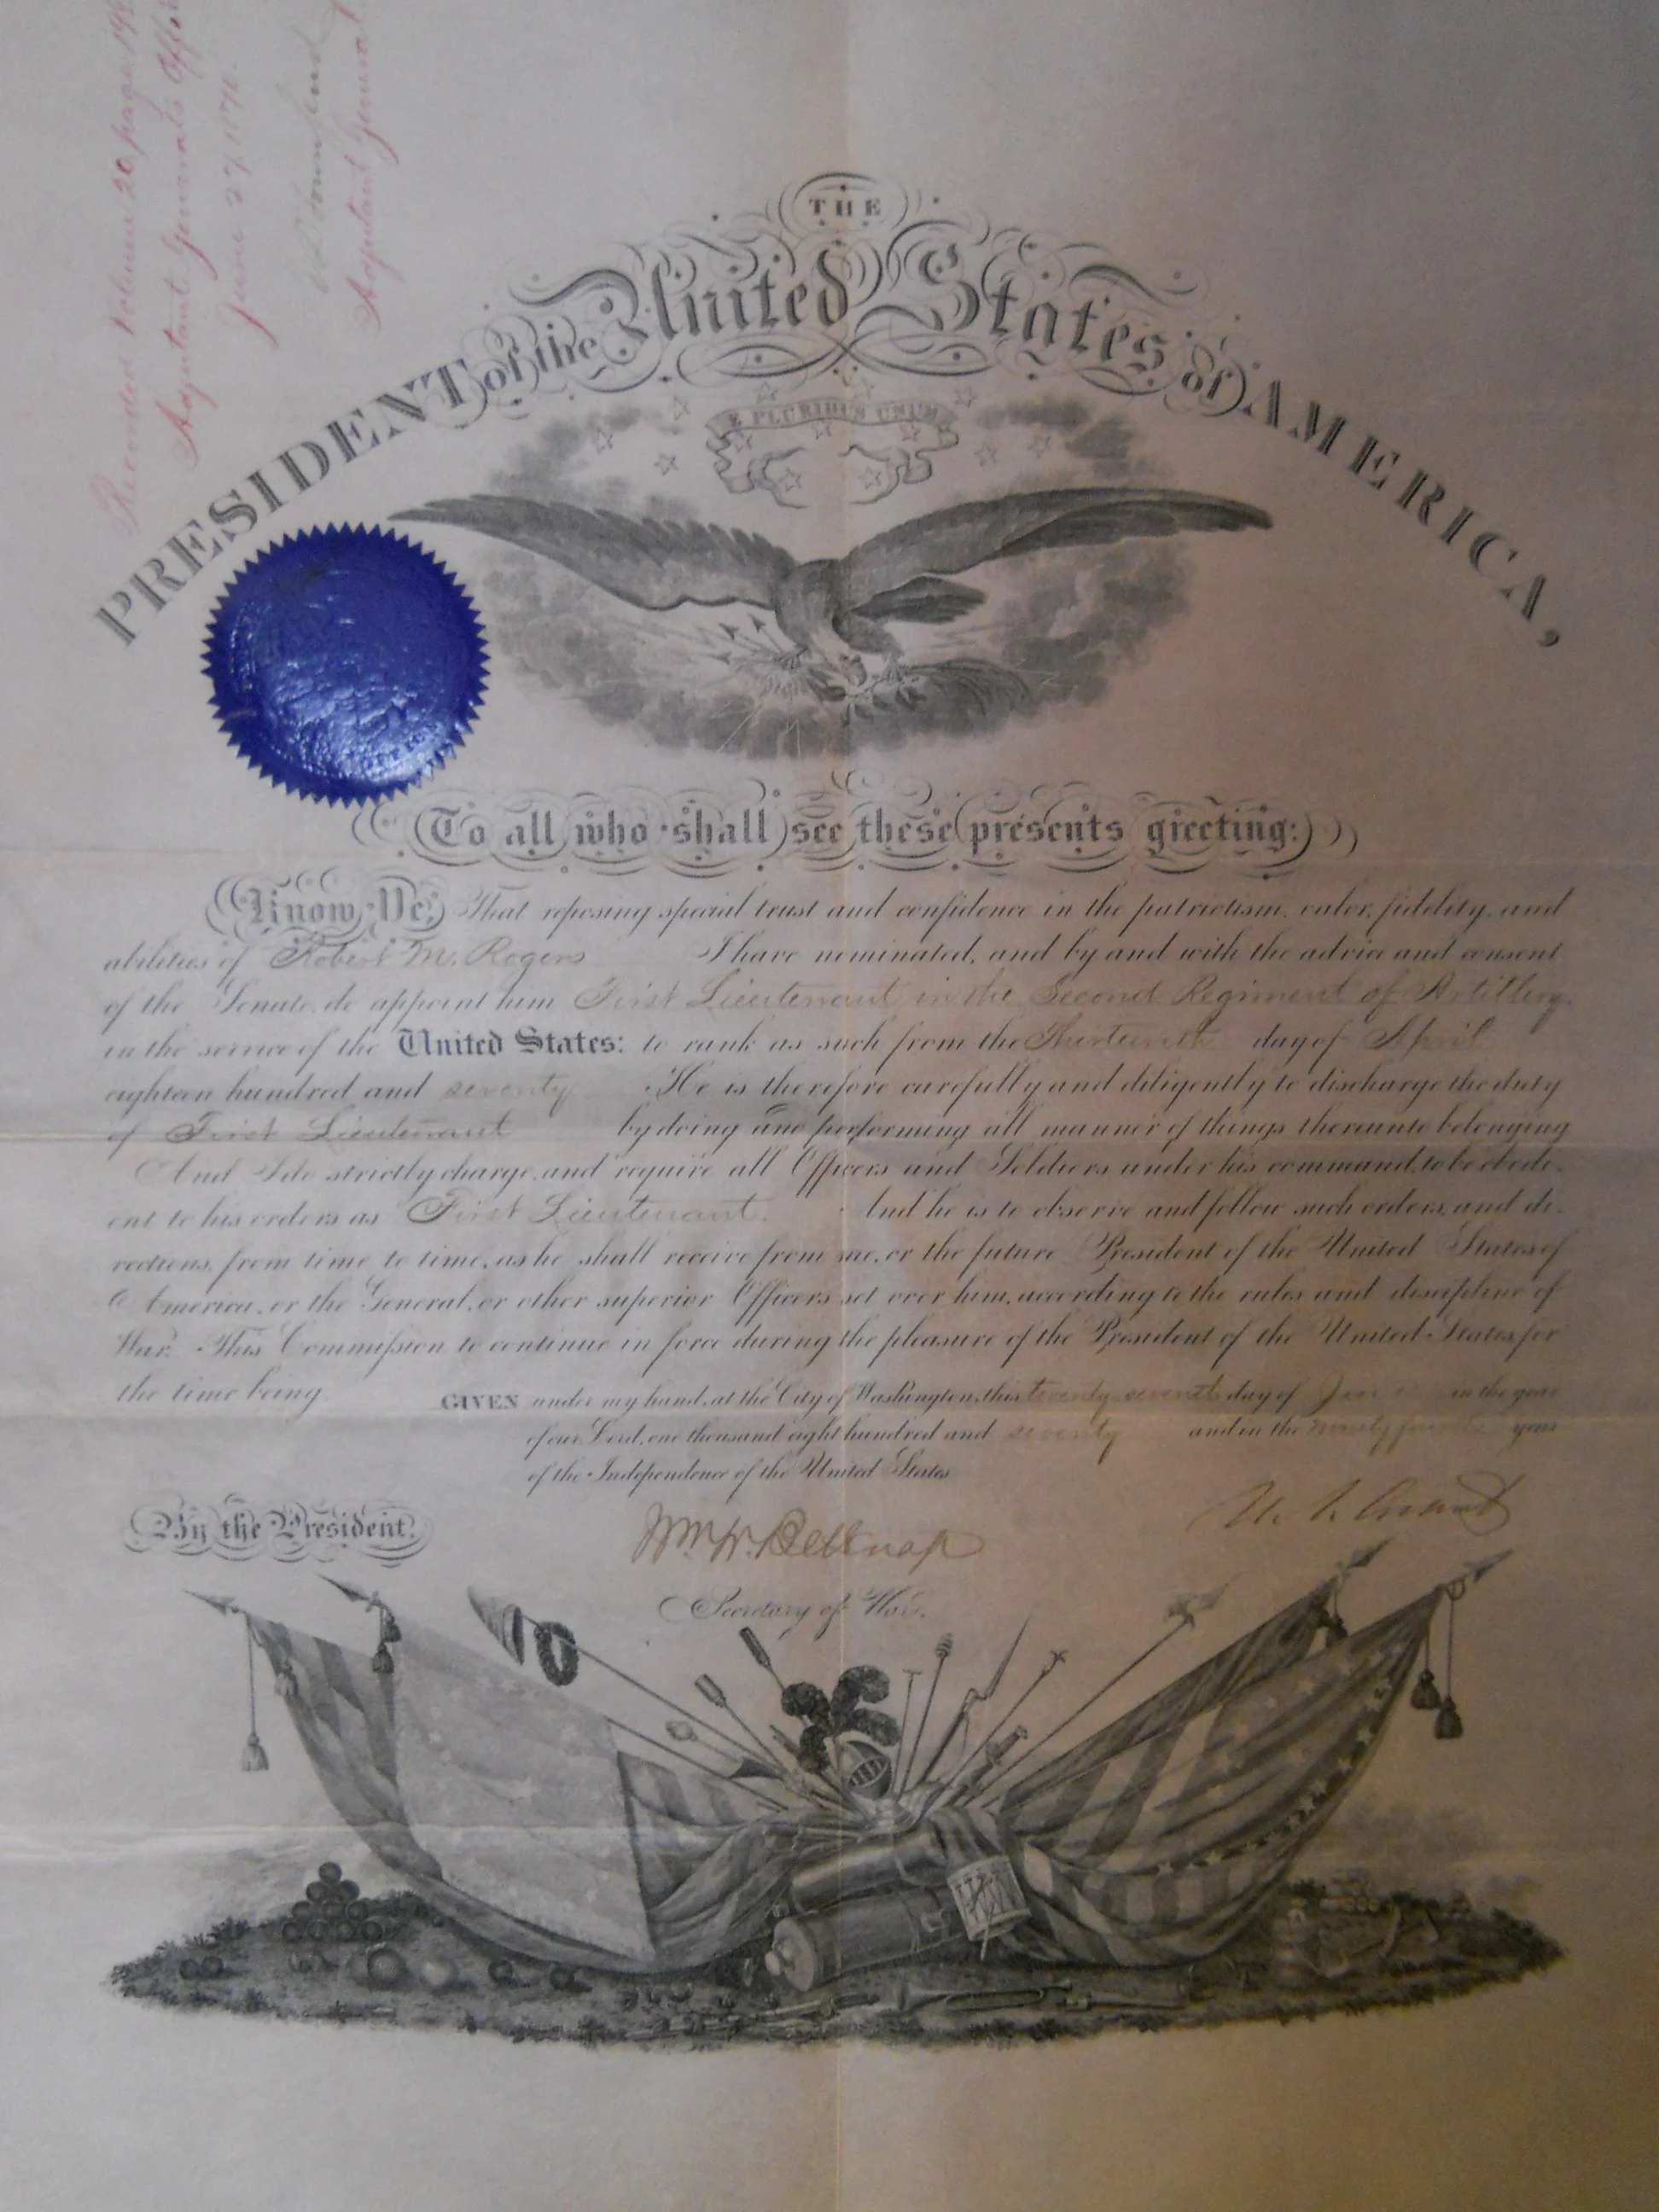 Recorded volume 20 page 198
Adjutant General's Office
June 27, 1870.
E D Townsend
Adjutant General.
THE
PRESIDENT of the United States of AMERICA,
E PLURIBUS UNUM
To all who shall see these presents greeting:
Know Ye: That reposing special trust and confidence in the patriotism, valor, fidelity, and
abilities of Robert M. Rogers I have nominated, and by and with the advice and consent
of the Senate, do appoint him First Lieutenant in the Second Regiment of Artillery,
in the service of the United States: to rank as such from the Thirteenth day of April
eighteen hundred and seventy He is therefore carefully and diligently to discharge the duty
of First Lieutenant by doing and performing all manner of things thereunto belonging
And I do strictly charge, and require all Officers and Soldiers under his command, to be obedi-
ent to his orders as First Lieutenant. And he is to observe and follow such orders, and di-
rections, from time to time, as he shall receive from me, or the future President of the United States of
America, or the General, or other superior Officers set over him, according to the rules and discipline of
War. This Commission to continue in force during the pleasure of the President of the United States for
the time being.
GIVEN under my hand, at the City of Washington, this twenty seventh day of June in the year
of our Lord, one thousand eight hundred and seventy and in the ninety fourth year
of the Independence of the United States
By the President.
U. S. Grant
Wm. W. Belknap
Secretary of War.